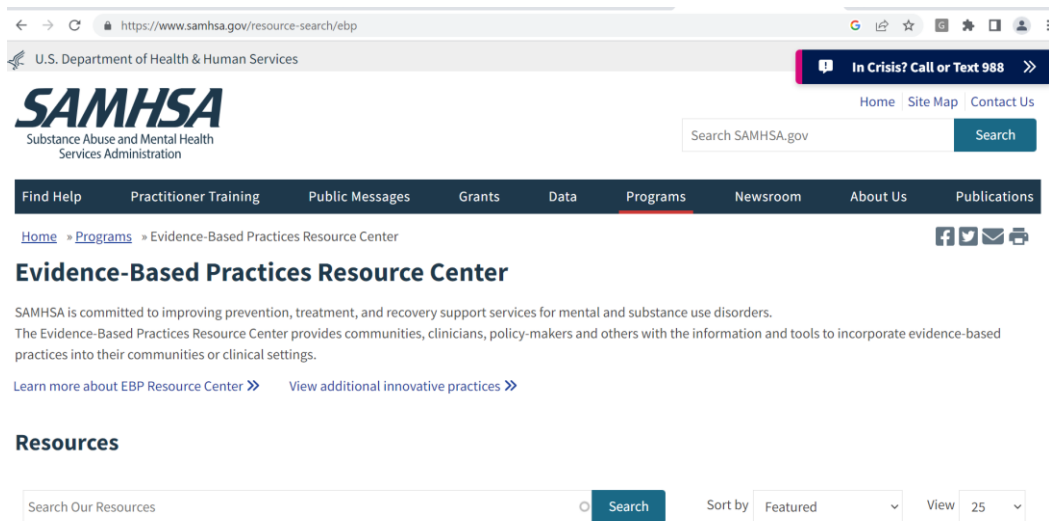 https://www.samhsa.gov/resource-search/ebp
U.S. Department of Health & Human Services
In Crisis? Call or Text 988
SAMHSA
Substance Abuse and Mental Health
Services Administration
Home Site Map Contact Us
Search SAMHSA.gov Search
Find Help Practitioner Training Public Messages Grants Data Programs Newsroom About Us Publications
Home » Programs » Evidence-Based Practices Resource Center
Evidence-Based Practices Resource Center
SAMHSA is committed to improving prevention, treatment, and recovery support services for mental and substance use disorders.
The Evidence-Based Practices Resource Center provides communities, clinicians, policy-makers and others with the information and tools to incorporate evidence-based
practices into their communities or clinical settings.
Learn more about EBP Resource Center » View additional innovative practices »
Resources
Search Our Resources Search Sort by Featured View 25